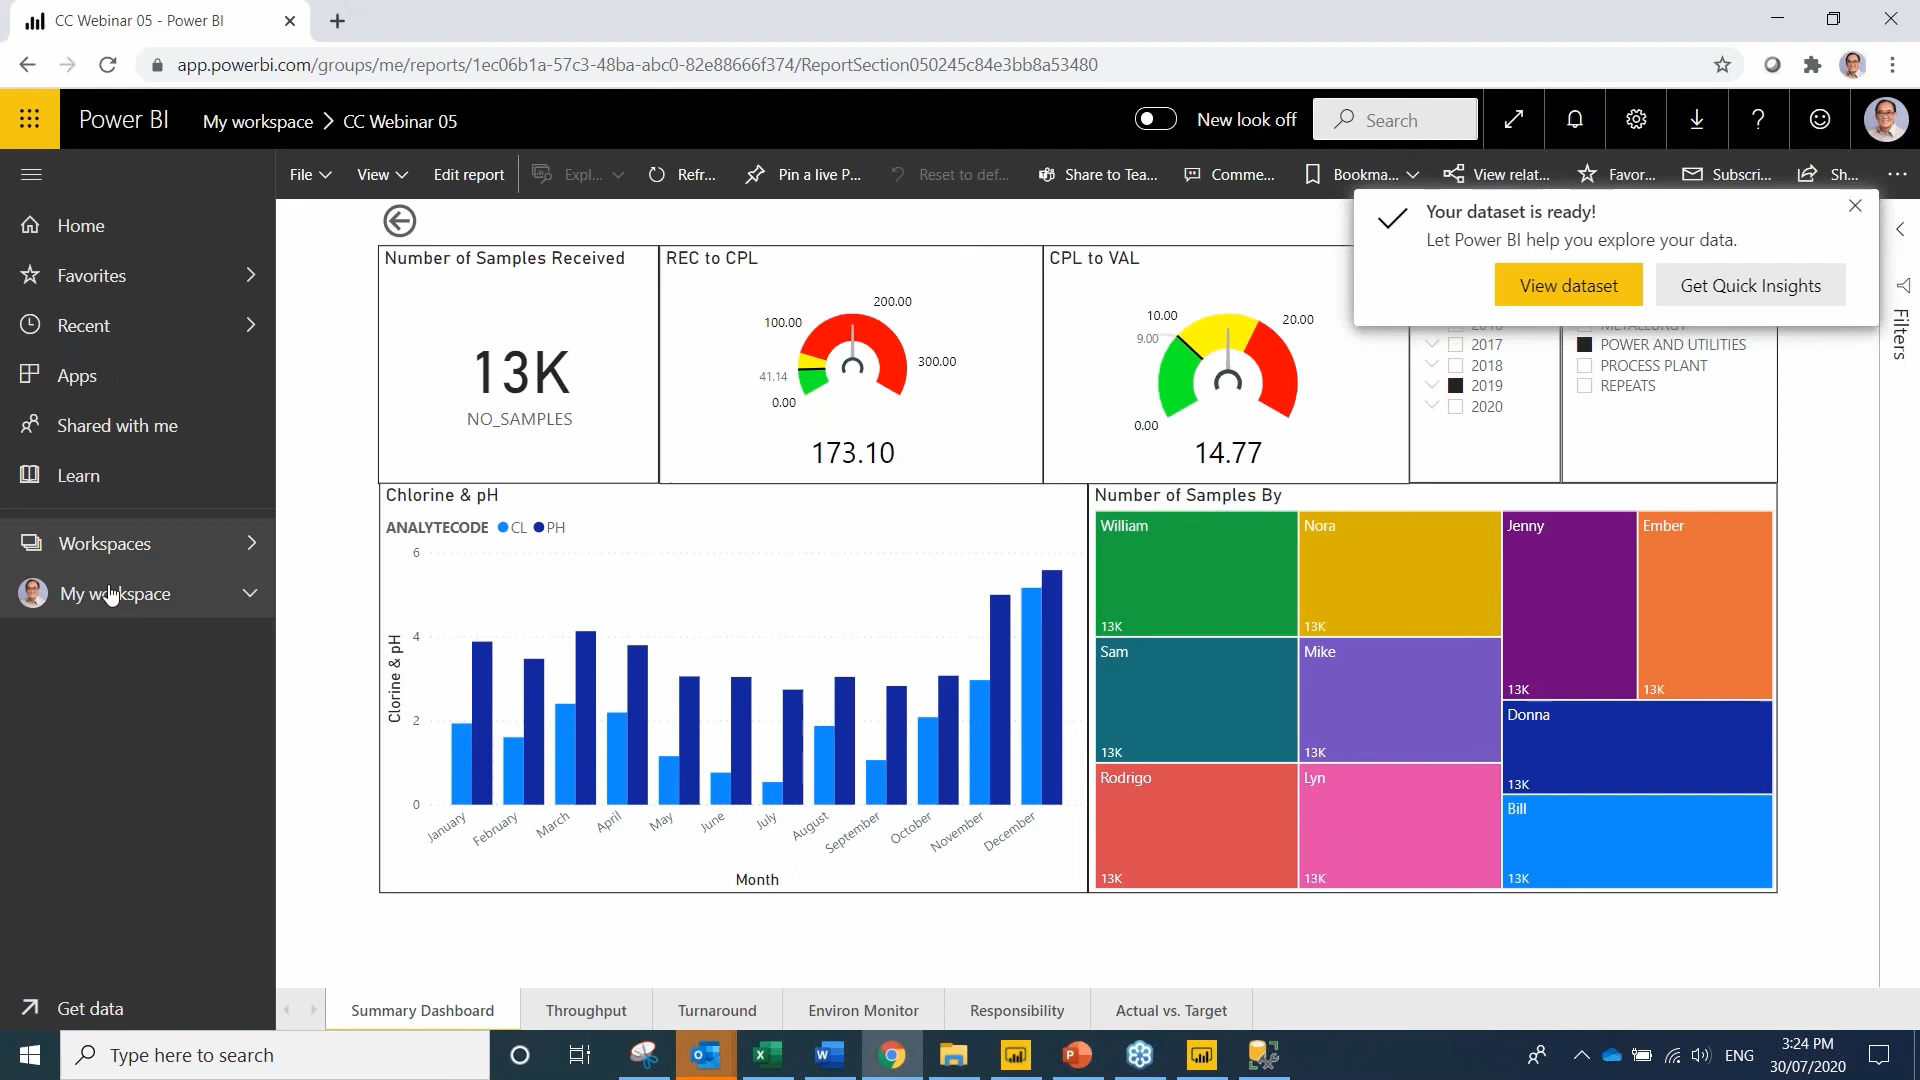 CC Webinar 05 - Power BI
app.powerbi.com/groups/me/reports/1ec06b1a-57c3-48ba-abc0-82e88666f374/ReportSection050245c84e3bb8a53480
Power BI
My workspace > CC Webinar 05
New look off
Search
File
View
Edit report
Expl...
Refr...
Pin a live P...
Reset to def...
Share to Tea...
Comme...
Bookma...
View relat...
Favor...
Subscri...
Sh...
Home
Favorites
Recent
Apps
Shared with me
Learn
Workspaces
My workspace
Get data
Your dataset is ready!
Let Power BI help you explore your data.
View dataset
Get Quick Insights
Filters
Number of Samples Received
13K
NO_SAMPLES
REC to CPL
200.00
100.00
300.00
41.14
0.00
173.10
CPL to VAL
10.00
20.00
9.00
0.00
14.77
2017
2018
2019
2020
POWER AND UTILITIES
PROCESS PLANT
REPEATS
Chlorine & pH
ANALYTECODE CL PH
6
4
2
0
Clorine & pH
January
February
March
April
May
June
July
August
September
October
November
December
Month
Number of Samples By
William
13K
Nora
13K
Jenny
13K
Ember
13K
Sam
13K
Mike
13K
Donna
13K
Rodrigo
13K
Lyn
13K
Bill
13K
Summary Dashboard
Throughput
Turnaround
Environ Monitor
Responsibility
Actual vs. Target
Type here to search
ENG
3:24 PM
30/07/2020